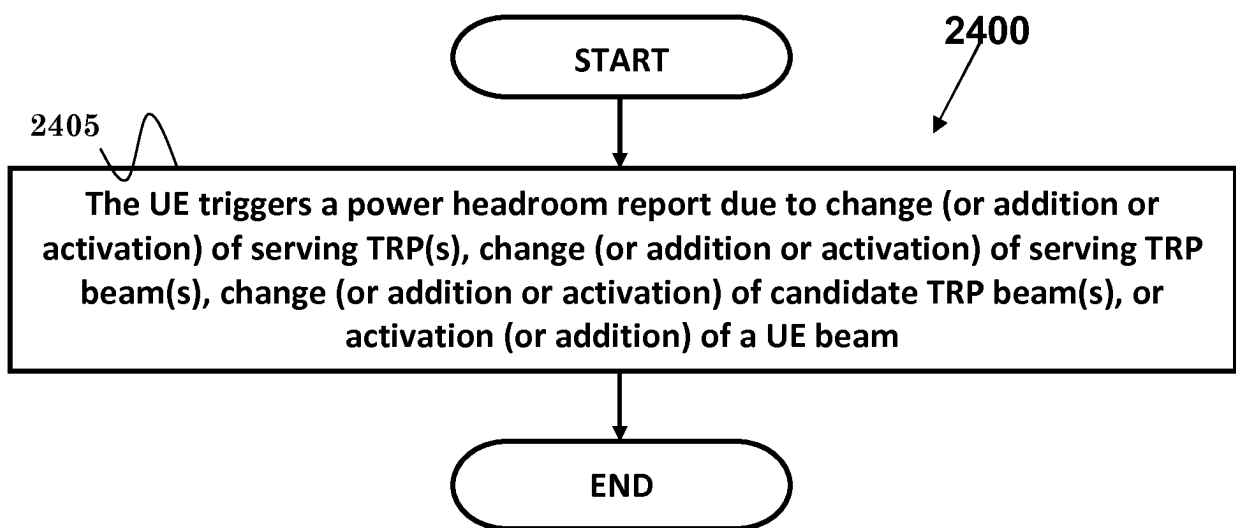 START
2400
2405
The UE triggers a power headroom report due to change (or addition or
activation) of serving TRP(s), change (or addition or activation) of serving TRP
beam(s), change (or addition or activation) of candidate TRP beam(s), or
activation (or addition) of a UE beam
END